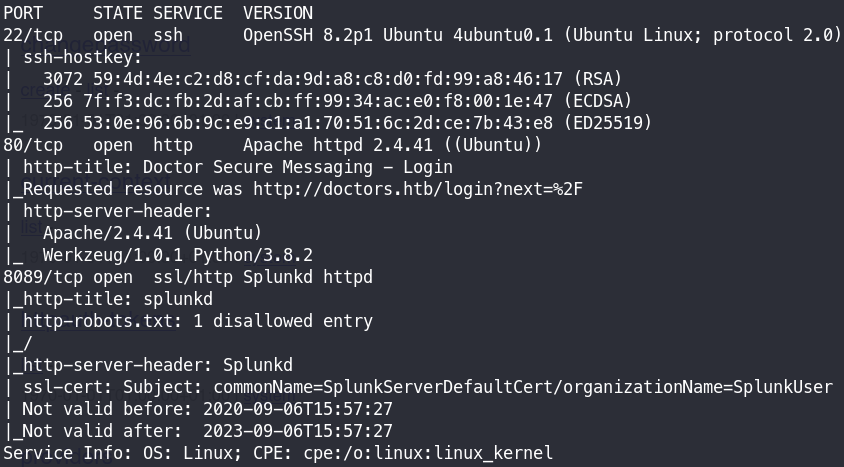 PORT     STATE SERVICE  VERSION
22/tcp   open  ssh      OpenSSH 8.2p1 Ubuntu 4ubuntu0.1 (Ubuntu Linux; protocol 2.0)
| ssh-hostkey:
|   3072 59:4d:4e:c2:d8:cf:da:9d:a8:c8:d0:fd:99:a8:46:17 (RSA)
|   256 7f:f3:dc:fb:2d:af:cb:ff:99:34:ac:e0:f8:00:1e:47 (ECDSA)
|_  256 53:0e:96:6b:9c:e9:c1:a1:70:51:6c:2d:ce:7b:43:e8 (ED25519)
80/tcp   open  http     Apache httpd 2.4.41 ((Ubuntu))
| http-title: Doctor Secure Messaging - Login
|_Requested resource was http://doctors.htb/login?next=%2F
| http-server-header:
|   Apache/2.4.41 (Ubuntu)
|_  Werkzeug/1.0.1 Python/3.8.2
8089/tcp open  ssl/http Splunkd httpd
|_http-title: splunkd
| http-robots.txt: 1 disallowed entry
|_/
|_http-server-header: Splunkd
| ssl-cert: Subject: commonName=SplunkServerDefaultCert/organizationName=SplunkUser
| Not valid before: 2020-09-06T15:57:27
|_Not valid after:  2023-09-06T15:57:27
Service Info: OS: Linux; CPE: cpe:/o:linux:linux_kernel